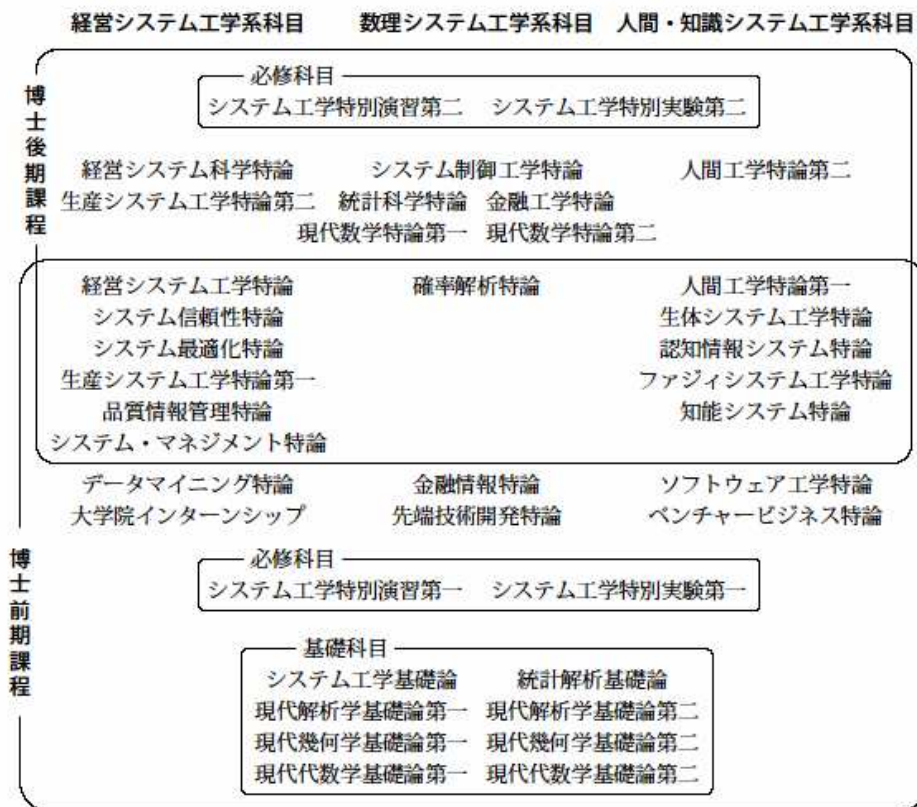 経営システム工学系科目 数理システム工学系科目 人間・知識システム工学系科目
博士後期課程
必修科目
システム工学特別演習第二 システム工学特別実験第二
経営システム科学特論 システム制御工学特論 人間工学特論第二
生産システム工学特論第二 統計科学特論 金融工学特論
現代数学特論第一 現代数学特論第二
経営システム工学特論 確率解析特論 人間工学特論第一
システム信頼性特論 生体システム工学特論
システム最適化特論 認知情報システム特論
生産システム工学特論第一 ファジィシステム工学特論
品質情報管理特論 知能システム特論
システム・マネジメント特論
データマイニング特論 金融情報特論 ソフトウェア工学特論
大学院インターンシップ 先端技術開発特論 ベンチャービジネス特論
博士前期課程
必修科目
システム工学特別演習第一 システム工学特別実験第一
基礎科目
システム工学基礎論 統計解析基礎論
現代解析学基礎論第一 現代解析学基礎論第二
現代幾何学基礎論第一 現代幾何学基礎論第二
現代代数学基礎論第一 現代代数学基礎論第二